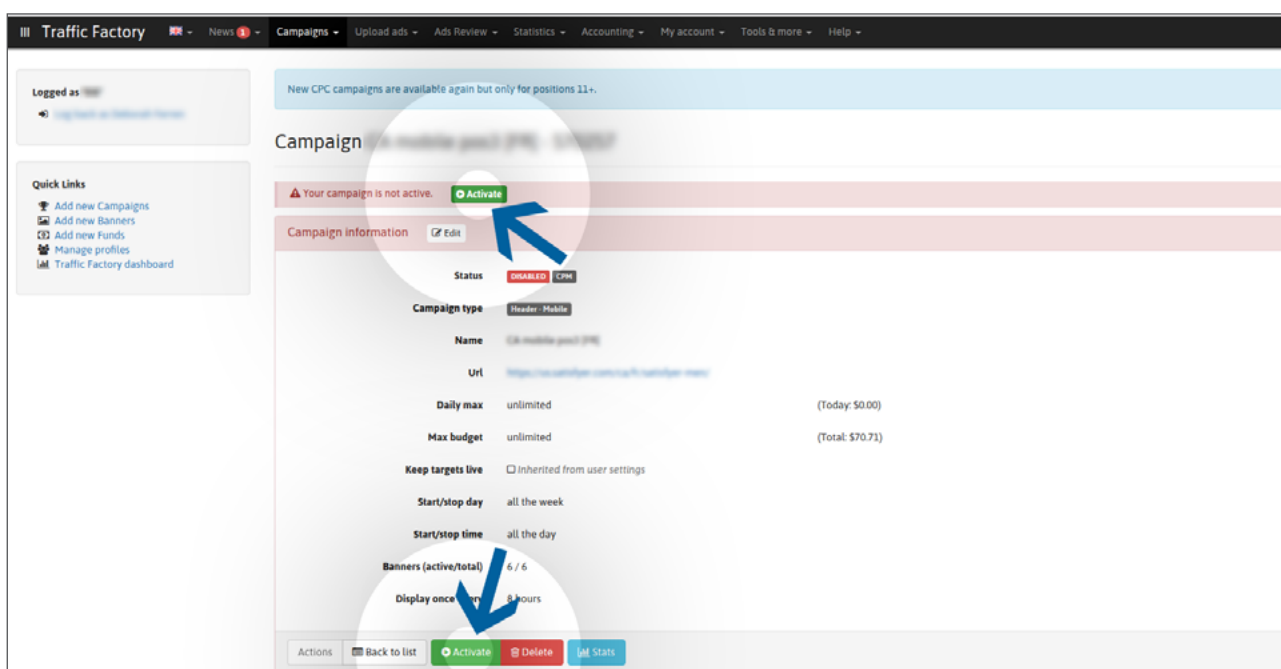 Traffic Factory News 1 Campaigns Upload ads Ads Review Statistics Accounting My account Tools & more Help
Logged as
New CPC campaigns are available again but only for positions 11+.
Campaign
Quick Links
Add new Campaigns
Add new Banners
Add new Funds
Manage profiles
Traffic Factory dashboard
Your campaign is not active. Activate
Campaign information Edit
Status DISABLED CPM
Campaign type Header - Mobile
Name
Url
Daily max unlimited (Today: $0.00)
Max budget unlimited (Total: $70.71)
Keep targets live Inherited from user settings
Start/stop day all the week
Start/stop time all the day
Banners (active/total) 6 / 6
Display once 8 hours
Actions Back to list Activate Delete Stats